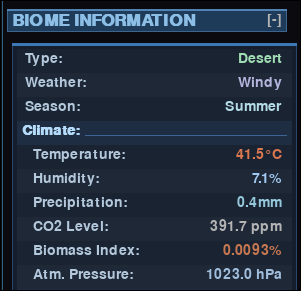 BIOME INFORMATION [-]
Type: Desert
Weather: Windy
Season: Summer
Climate:
Temperature: 41.5°C
Humidity: 7.1%
Precipitation: 0.4mm
CO2 Level: 391.7 ppm
Biomass Index: 0.0093%
Atm. Pressure: 1023.0 hPa